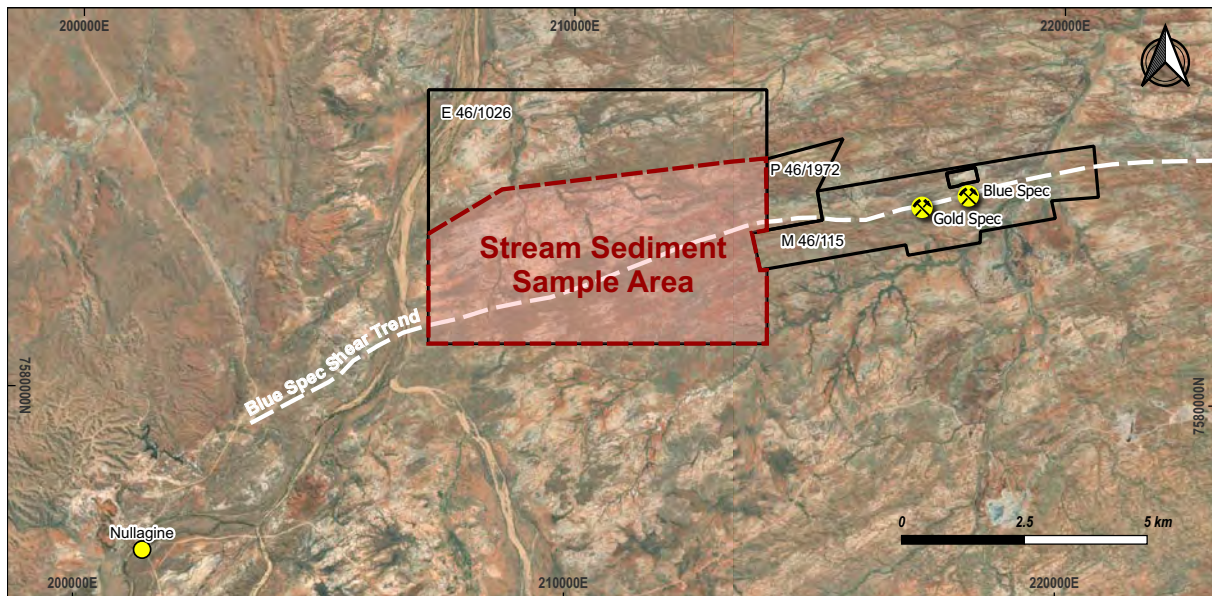 200000E
210000E
220000E
E 46/1026
P 46/1972
Blue Spec
Gold Spec
M 46/115
Stream Sediment
Sample Area
Blue Spec Shear Trend
7580000N
7580000N
Nullagine
0
2.5
5 km
200000E
210000E
220000E